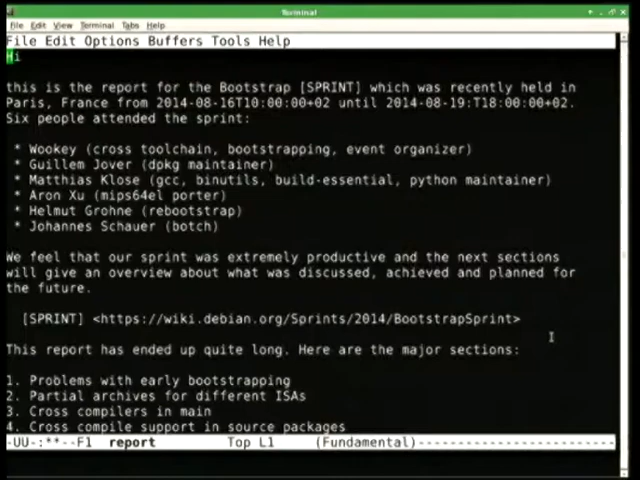 Terminal
File Edit View Terminal Tabs Help
File Edit Options Buffers Tools Help
Hi
this is the report for the Bootstrap [SPRINT] which was recently held in
Paris, France from 2014-08-16T10:00:00+02 until 2014-08-19:T18:00:00+02.
Six people attended the sprint:
* Wookey (cross toolchain, bootstrapping, event organizer)
* Guillem Jover (dpkg maintainer)
* Matthias Klose (gcc, binutils, build-essential, python maintainer)
* Aron Xu (mips64el porter)
* Helmut Grohne (rebootstrap)
* Johannes Schauer (botch)
We feel that our sprint was extremely productive and the next sections
will give an overview about what was discussed, achieved and planned for
the future.
[SPRINT] <https://wiki.debian.org/Sprints/2014/BootstrapSprint>
This report has ended up quite long. Here are the major sections:
1. Problems with early bootstrapping
2. Partial archives for different ISAs
3. Cross compilers in main
4. Cross compile support in source packages
-UU-:**--F1 report Top L1 (Fundamental)--------------------------